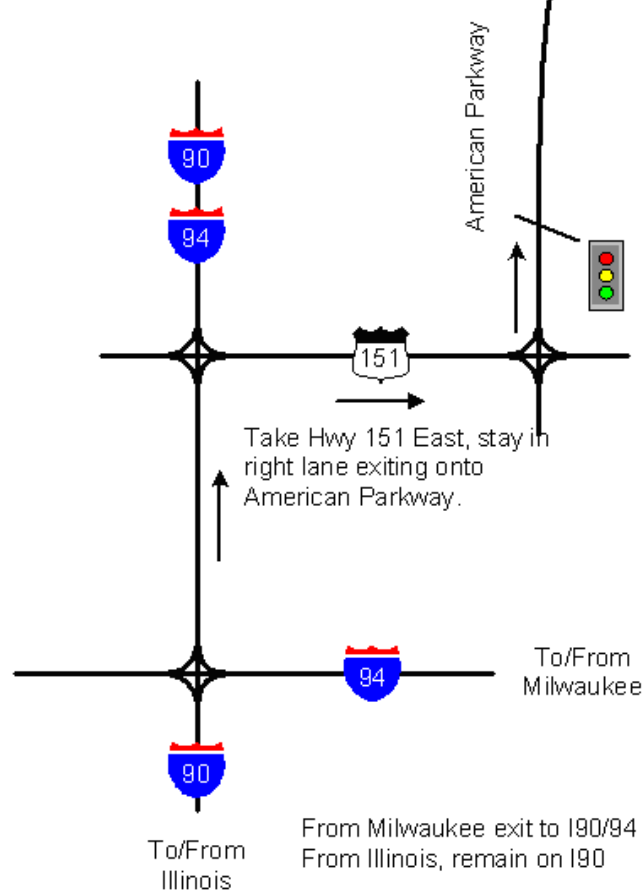 American Parkway
90
94
151
Take Hwy 151 East, stay in
right lane exiting onto
American Parkway.
94
To/From
Milwaukee
90
To/From
Illinois
From Milwaukee exit to I90/94
From Illinois, remain on I90